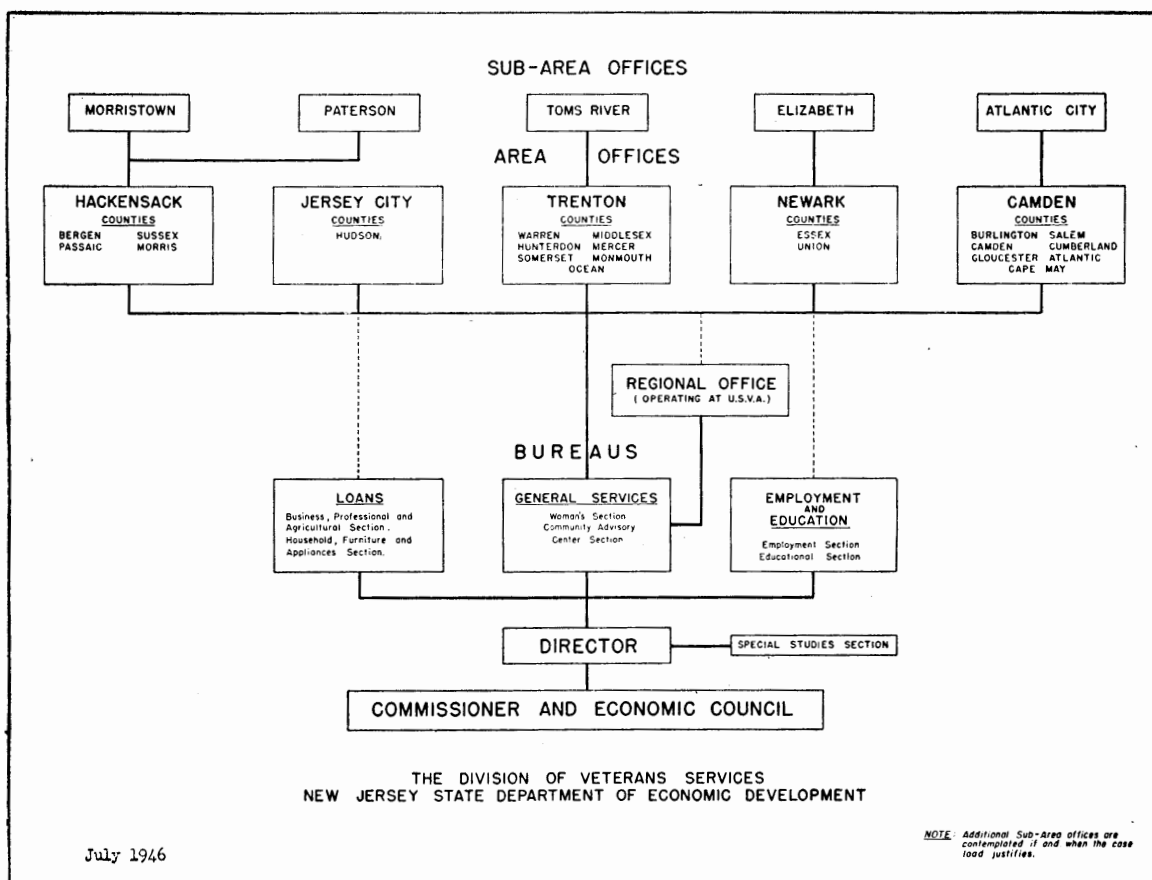 SUB-AREA OFFICES
MORRISTOWN
PATERSON
TOMS RIVER
ELIZABETH
ATLANTIC CITY
AREA OFFICES
HACKENSACK
COUNTIES
BERGEN SUSSEX
PASSAIC MORRIS
JERSEY CITY
COUNTIES
HUDSON
TRENTON
COUNTIES
WARREN MIDDLESEX
HUNTERDON MERCER
SOMERSET MONMOUTH
OCEAN
NEWARK
COUNTIES
ESSEX
UNION
CAMDEN
COUNTIES
BURLINGTON SALEM
CAMDEN CUMBERLAND
GLOUCESTER ATLANTIC
CAPE MAY
REGIONAL OFFICE
( OPERATING AT U.S.V.A.)
BUREAUS
LOANS
Business, Professional and
Agricultural Section.
Household, Furniture and
Appliances Section.
GENERAL SERVICES
Woman's Section
Community Advisory
Center Section
EMPLOYMENT
AND
EDUCATION
Employment Section
Educational Section
DIRECTOR
SPECIAL STUDIES SECTION
COMMISSIONER AND ECONOMIC COUNCIL
THE DIVISION OF VETERANS SERVICES
NEW JERSEY STATE DEPARTMENT OF ECONOMIC DEVELOPMENT
July 1946
NOTE: Additional Sub-Area offices are
contemplated if and when the case
load justifies.